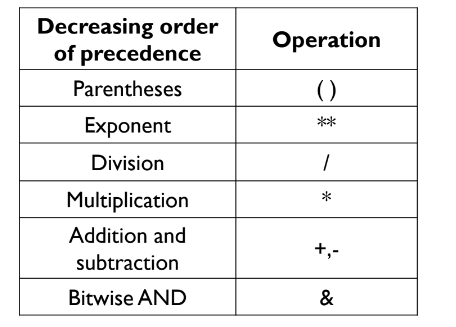 Decreasing order
of precedence
Operation
Parentheses
( )
Exponent
**
Division
/
Multiplication
*
Addition and
subtraction
+,-
Bitwise AND
&